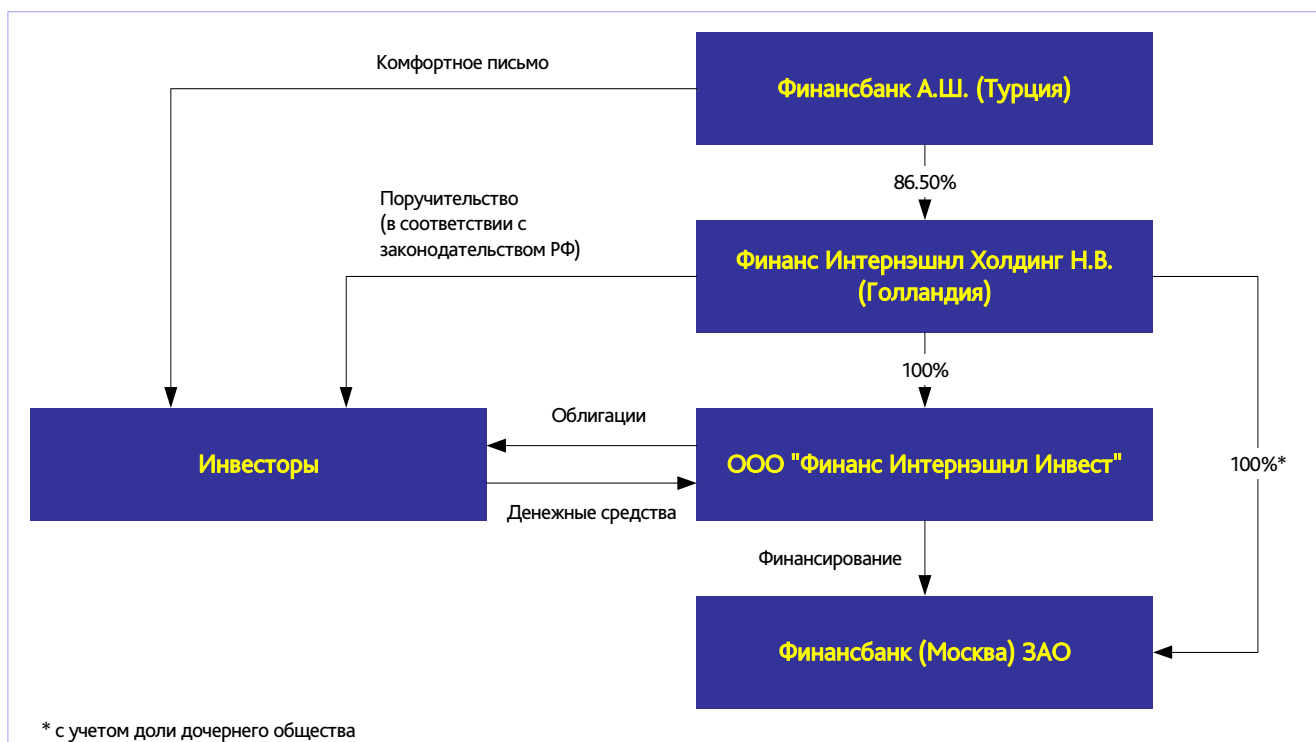 Комфортное письмо
Финансбанк А.Ш. (Турция)
86.50%
Поручительство
(в соответствии с
законодательством РФ)
Финанс Интернэшнл Холдинг Н.В.
(Голландия)
100%
Облигации
Инвесторы
ООО "Финанс Интернэшнл Инвест"
100%*
Денежные средства
Финансирование
Финансбанк (Москва) ЗАО
* с учетом доли дочернего общества